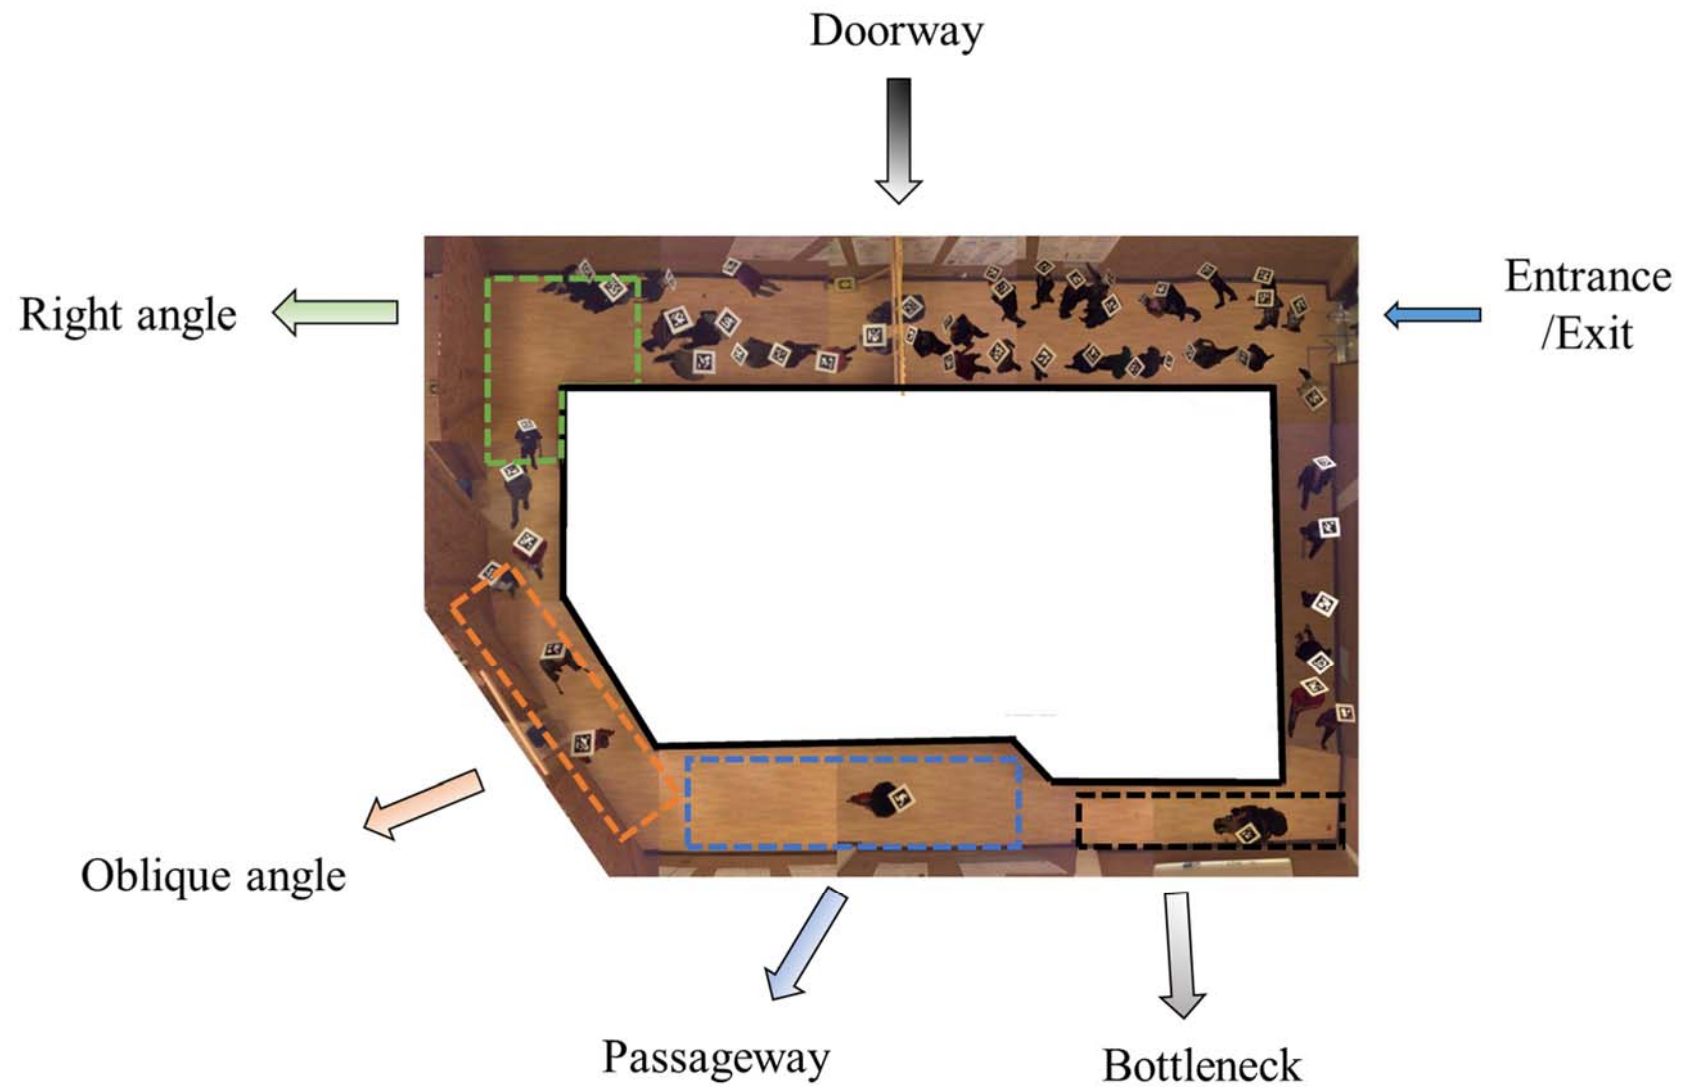 Doorway
Entrance
/Exit
Right angle
Oblique angle
Passageway
Bottleneck